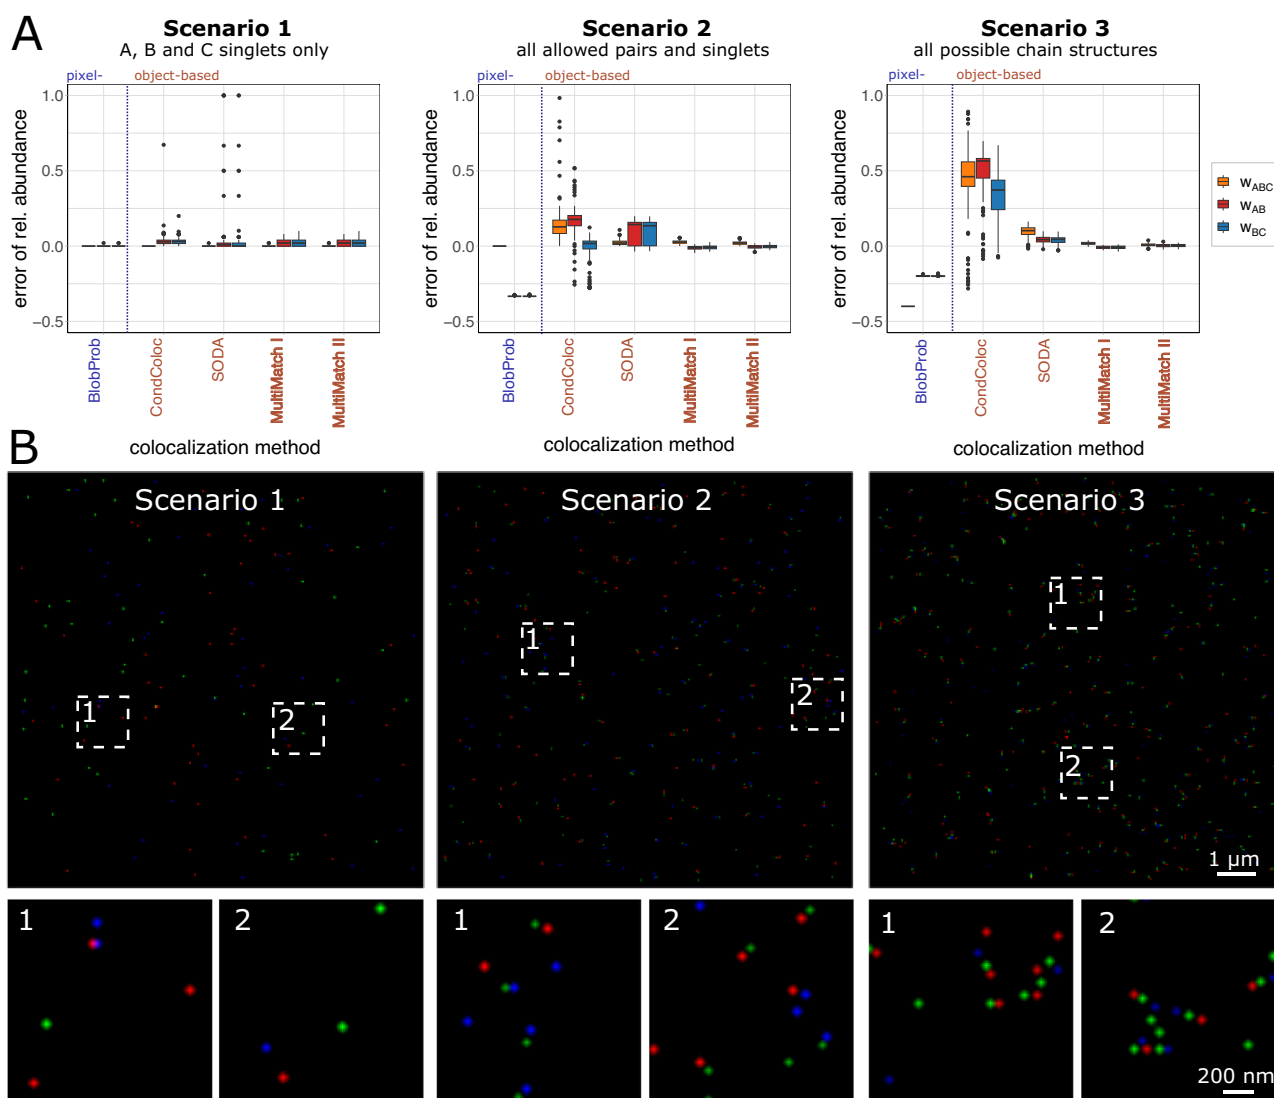 A
Scenario 1
A, B and C singlets only
pixel- object-based
1.0
0.5
0.0
−0.5
error of rel. abundance
BlobProb
CondColoc
SODA
MultiMatch I
MultiMatch II
colocalization method
Scenario 2
all allowed pairs and singlets
pixel- object-based
1.0
0.5
0.0
−0.5
error of rel. abundance
BlobProb
CondColoc
SODA
MultiMatch I
MultiMatch II
colocalization method
Scenario 3
all possible chain structures
pixel- object-based
1.0
0.5
0.0
−0.5
error of rel. abundance
BlobProb
CondColoc
SODA
MultiMatch I
MultiMatch II
colocalization method
wABC
wAB
wBC
B
Scenario 1
1
2
Scenario 2
1
2
Scenario 3
1
2
1 µm
1
2
1
2
1
2
200 nm